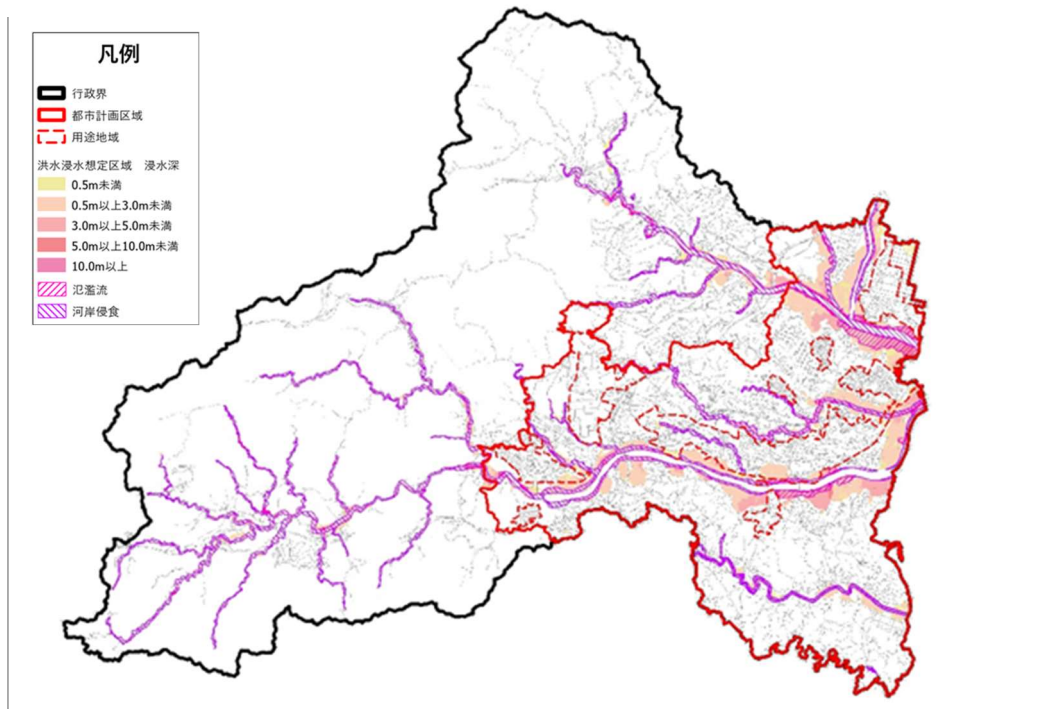 凡例
行政界
都市計画区域
用途地域
洪水浸水想定区域 浸水深
0.5m未満
0.5m以上3.0m未満
3.0m以上5.0m未満
5.0m以上10.0m未満
10.0m以上
氾濫流
河岸侵食